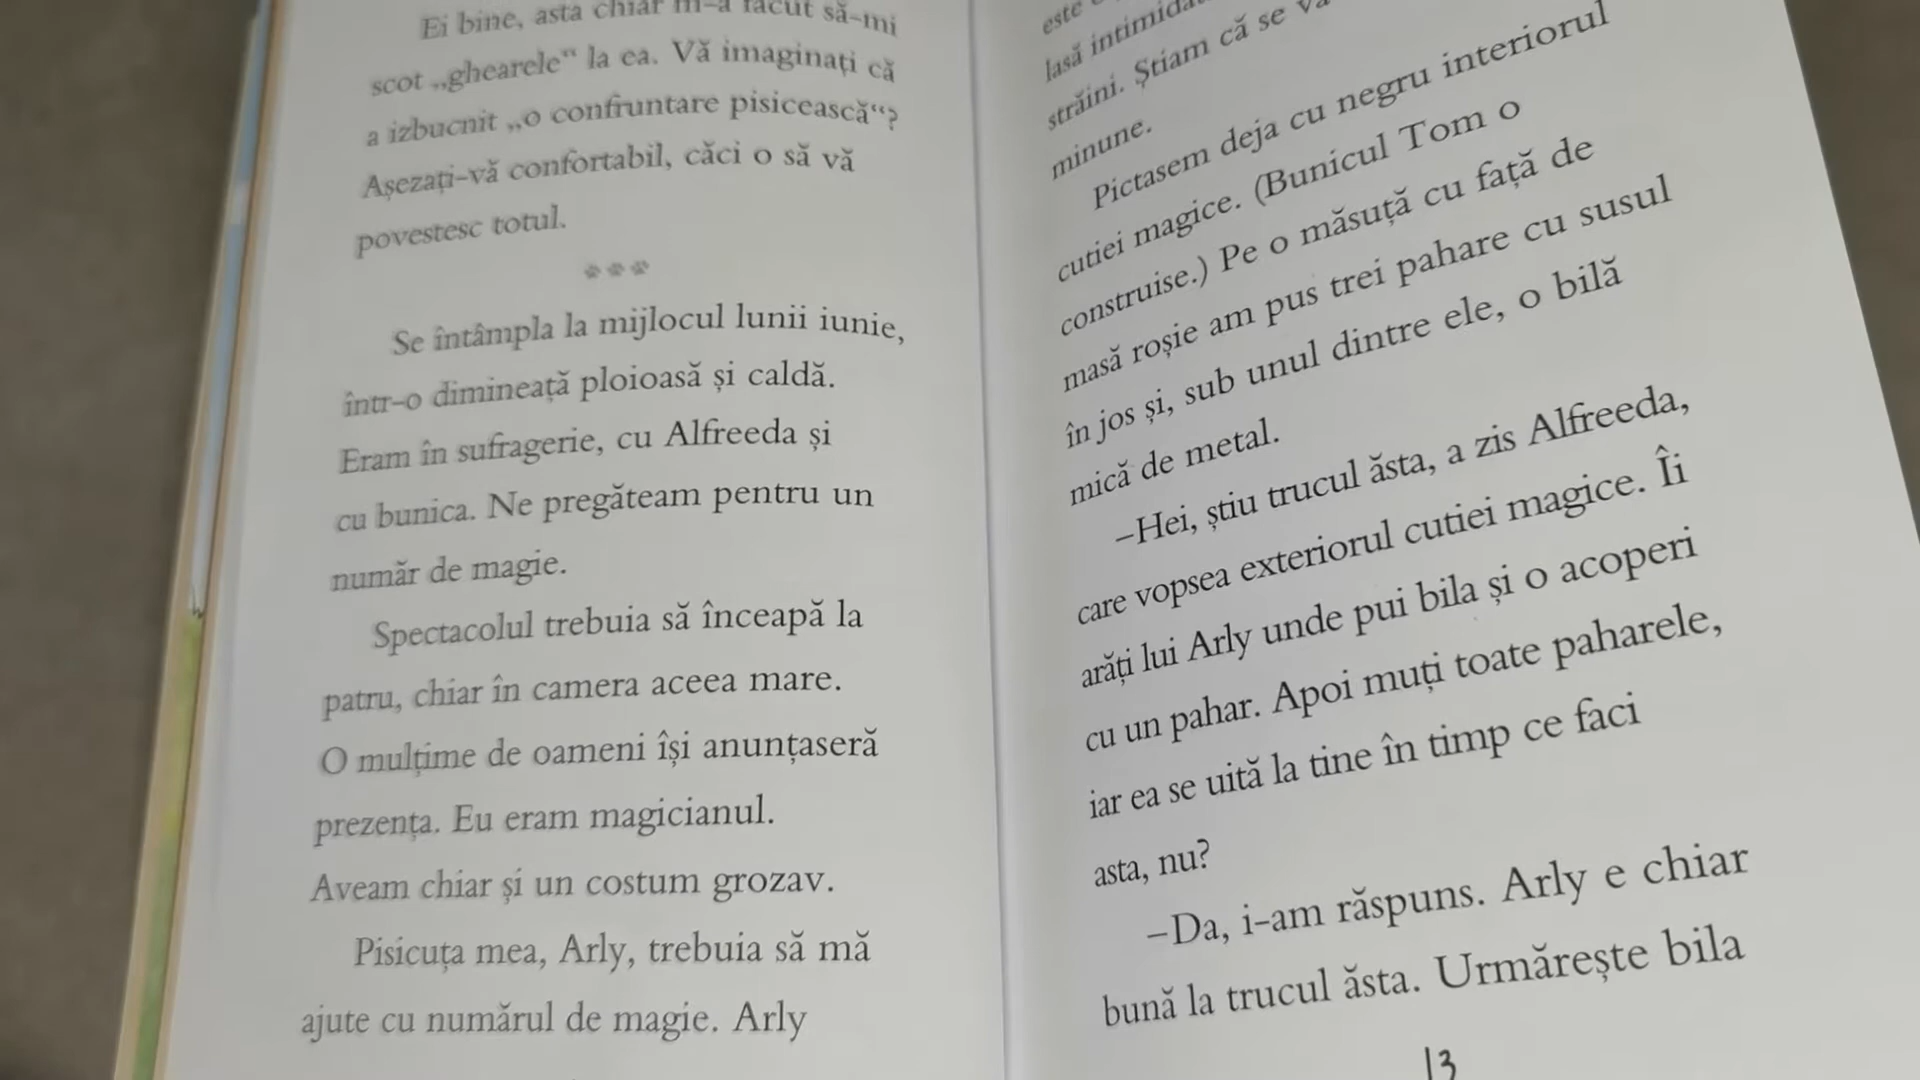 Ei bine, asta chiar m-a făcut să-mi
scot „ghearele“ la ea. Vă imaginați că
a izbucnit „o confruntare pisicească“?
Așezați-vă confortabil, căci o să vă
povestesc totul.
Se întâmpla la mijlocul lunii iunie,
într-o dimineață ploioasă și caldă.
Eram în sufragerie, cu Alfreeda și
cu bunica. Ne pregăteam pentru un
număr de magie.
Spectacolul trebuia să înceapă la
patru, chiar în camera aceea mare.
O mulțime de oameni își anunțaseră
prezența. Eu eram magicianul.
Aveam chiar și un costum grozav.
Pisicuța mea, Arly, trebuia să mă
ajute cu numărul de magie. Arly
este
lasă
străini. Știam că se va
minune.
Pictasem deja cu negru interiorul
cutiei magice. (Bunicul Tom o
construise.) Pe o măsuță cu față de
masă roșie am pus trei pahare cu susul
în jos și, sub unul dintre ele, o bilă
mică de metal.
–Hei, știu trucul ăsta, a zis Alfreeda,
care vopsea exteriorul cutiei magice. Îi
arăți lui Arly unde pui bila și o acoperi
cu un pahar. Apoi muți toate paharele,
iar ea se uită la tine în timp ce faci
asta, nu?
–Da, i-am răspuns. Arly e chiar
bună la trucul ăsta. Urmărește bila
13